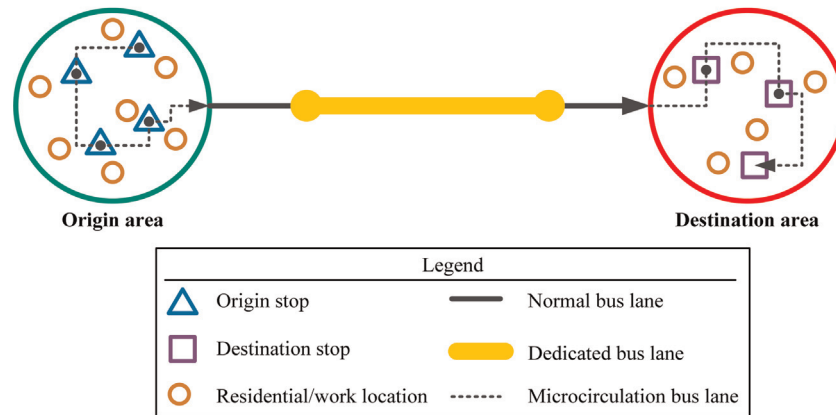 Origin area
Destination area
Legend
Origin stop
Normal bus lane
Destination stop
Dedicated bus lane
Residential/work location
Microcirculation bus lane